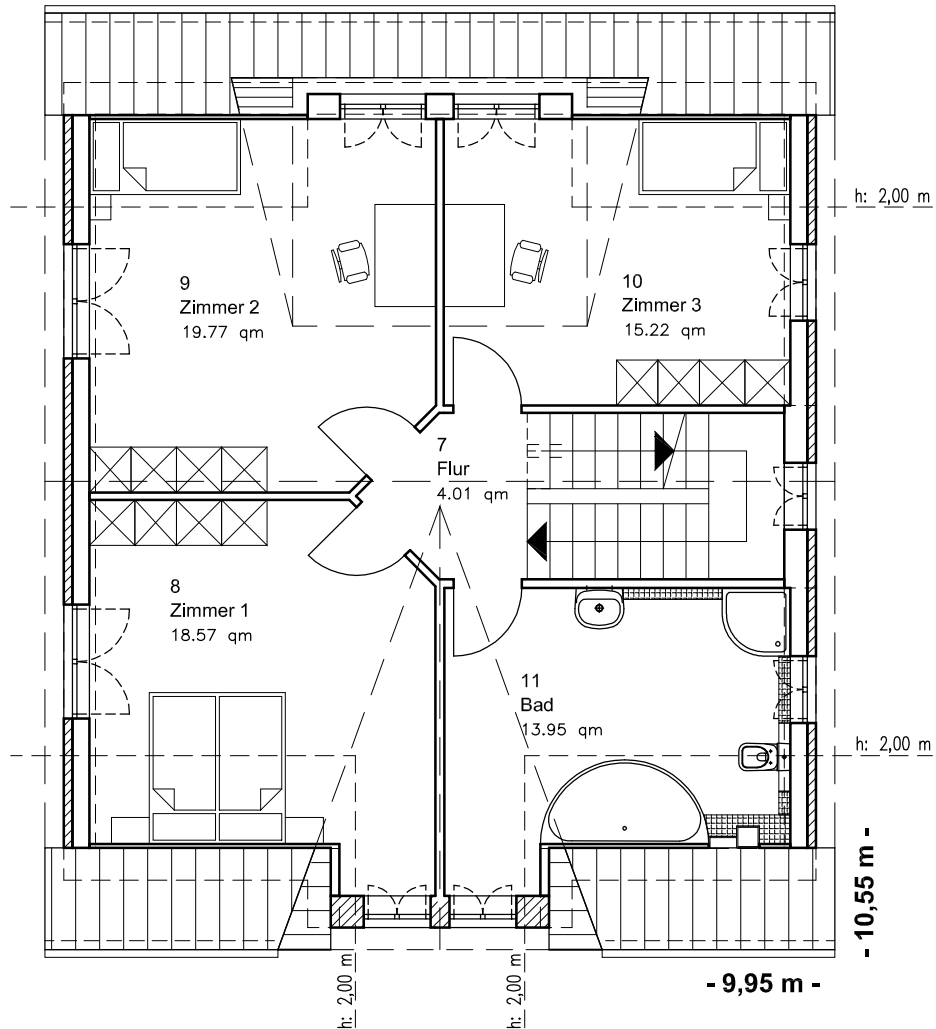 h: 2,00 m
9
Zimmer 2
19.77 qm
10
Zimmer 3
15.22 qm
7
Flur
4.01 qm
8
Zimmer 1
18.57 qm
11
Bad
13.95 qm
h: 2,00 m
- 10,55 m -
h: 2,00 m
h: 2,00 m
- 9,95 m -